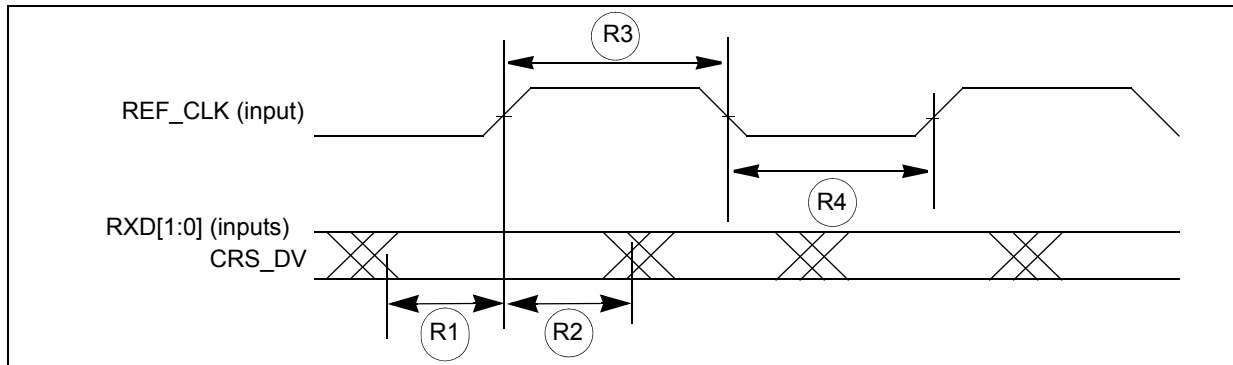 R3
REF_CLK (input)
R4
RXD[1:0] (inputs)
CRS_DV
R1
R2